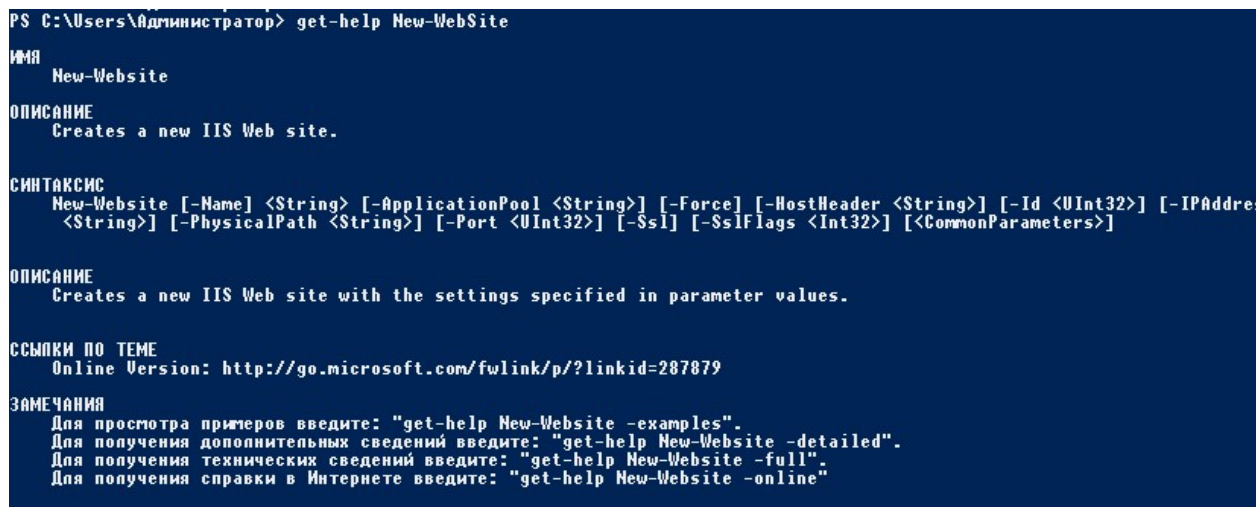 PS C:\Users\Администратор> get-help New-WebSite
ИМЯ
New-Website
ОПИСАНИЕ
Creates a new IIS Web site.
СИНТАКСИС
New-Website [-Name] <String> [-ApplicationPool <String>] [-Force] [-HostHeader <String>] [-Id <UInt32>] [-IPAddres
<String>] [-PhysicalPath <String>] [-Port <UInt32>] [-Ssl] [-SslFlags <Int32>] [<CommonParameters>]
ОПИСАНИЕ
Creates a new IIS Web site with the settings specified in parameter values.
ССЫЛКИ ПО ТЕМЕ
Online Version: http://go.microsoft.com/fwlink/p/?linkid=287879
ЗАМЕЧАНИЯ
Для просмотра примеров введите: "get-help New-Website -examples".
Для получения дополнительных сведений введите: "get-help New-Website -detailed".
Для получения технических сведений введите: "get-help New-Website -full".
Для получения справки в Интернете введите: "get-help New-Website -online"